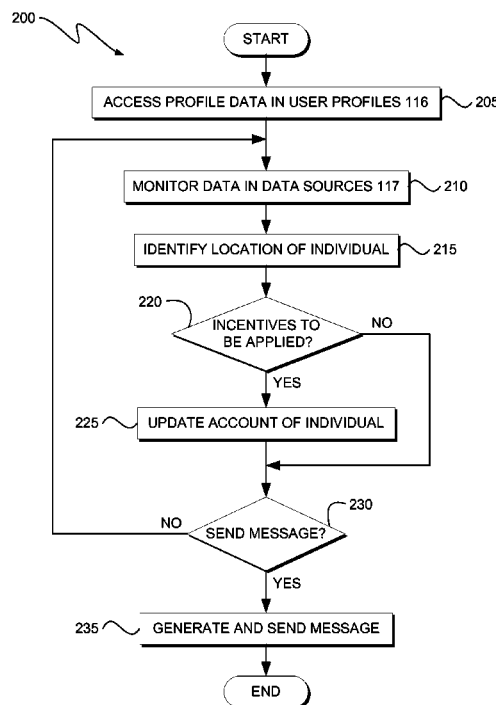 200
START
ACCESS PROFILE DATA IN USER PROFILES 116
205
MONITOR DATA IN DATA SOURCES 117
210
IDENTIFY LOCATION OF INDIVIDUAL
215
220
INCENTIVES TO
BE APPLIED?
NO
YES
225
UPDATE ACCOUNT OF INDIVIDUAL
230
NO
SEND MESSAGE?
YES
235
GENERATE AND SEND MESSAGE
END